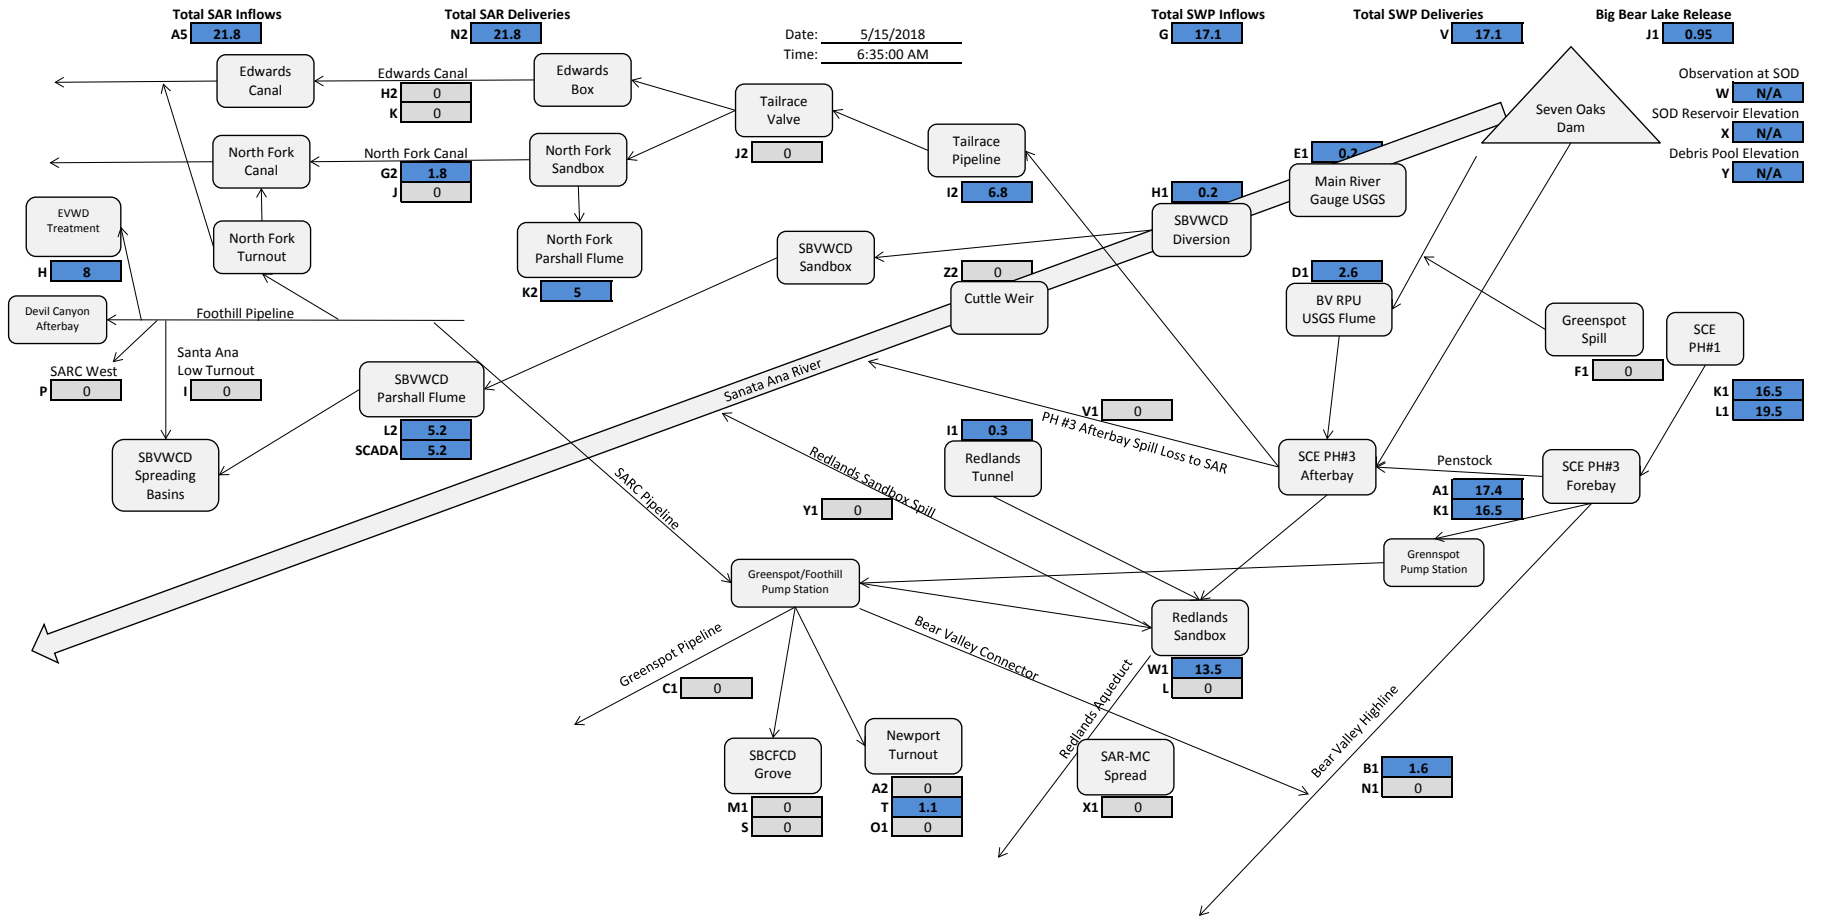 Total SAR Inflows
A5 21.8
Total SAR Deliveries
N2 21.8
Date: 5/15/2018
Time: 6:35:00 AM
Total SWP Inflows
G 17.1
Total SWP Deliveries
V 17.1
Big Bear Lake Release
J1 0.95
Observation at SOD
W N/A
SOD Reservoir Elevation
X N/A
Debris Pool Elevation
Y N/A
Seven Oaks
Dam
Edwards
Canal
Edwards Canal
H2 0
K 0
Edwards
Box
Tailrace
Valve
J2 0
Tailrace
Pipeline
I2 6.8
E1 0.2
Main River
Gauge USGS
H1 0.2
SBVWCD
Diversion
North Fork
Canal
North Fork Canal
G2 1.8
J 0
North Fork
Sandbox
EVWD
Treatment
H 8
North Fork
Turnout
North Fork
Parshall Flume
K2 5
SBVWCD
Sandbox
Z2 0
Cuttle Weir
D1 2.6
BV RPU
USGS Flume
Greenspot
Spill
F1 0
SCE
PH#1
K1 16.5
L1 19.5
Devil Canyon
Afterbay
Foothill Pipeline
SARC West
P 0
Santa Ana
Low Turnout
I 0
SBVWCD
Parshall Flume
L2 5.2
SCADA 5.2
Sanata Ana River
V1 0
PH #3 Afterbay Spill Loss to SAR
I1 0.3
Redlands
Tunnel
SCE PH#3
Afterbay
Penstock
A1 17.4
K1 16.5
SCE PH#3
Forebay
SBVWCD
Spreading
Basins
SARC Pipeline
Redlands Sandbox Spill
Y1 0
Grennspot
Pump Station
Greenspot/Foothill
Pump Station
Redlands
Sandbox
W1 13.5
L 0
Greenspot Pipeline
C1 0
Bear Valley Connector
Redlands Aqueduct
Bear Valley Highline
B1 1.6
N1 0
SBCFCD
Grove
M1 0
S 0
Newport
Turnout
A2 0
T 1.1
O1 0
SAR-MC
Spread
X1 0